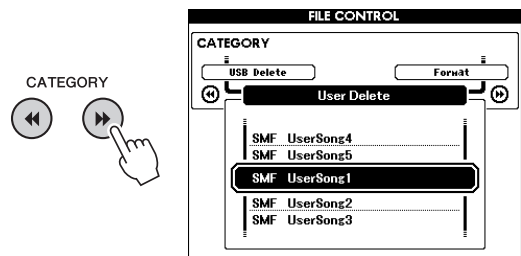 FILE CONTROL
CATEGORY
USB Delete
Format
User Delete
CATEGORY
SMF UserSong4
SMF UserSong5
SMF UserSong1
SMF UserSong2
SMF UserSong3